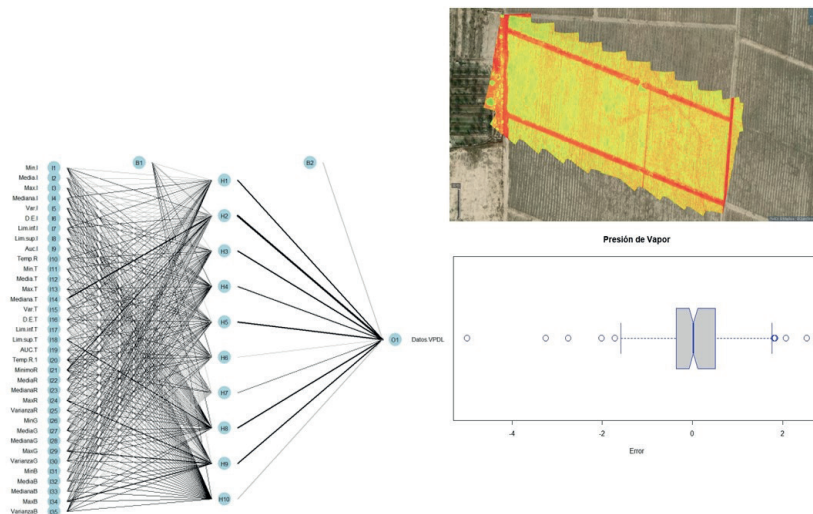 B1
B2
Min.I I1
Media.I I2
Max.I I3
Mediana.I I4
Var.I I5
D.E.I I6
Lim.inf.I I7
Lim.sup.I I8
Auc.I I9
Temp.R I10
Min.T I11
Media.T I12
Max.T I13
Mediana.T I14
Var.T I15
D.E.T I16
Lim.inf.T I17
Lim.sup.T I18
AUC.T I19
Temp.R.1 I20
MinimoR I21
MediaR I22
MedianaR I23
MaxR I24
VarianzaR I25
MinG I26
MediaG I27
MedianaG I28
MaxG I29
VarianzaG I30
MinB I31
MediaB I32
MedianaB I33
MaxB I34
VarianzaB I35
H1
H2
H3
H4
H5
H6
H7
H8
H9
H10
O1
Datos VPDL
Presión de Vapor
-4 -2 0 2
Error